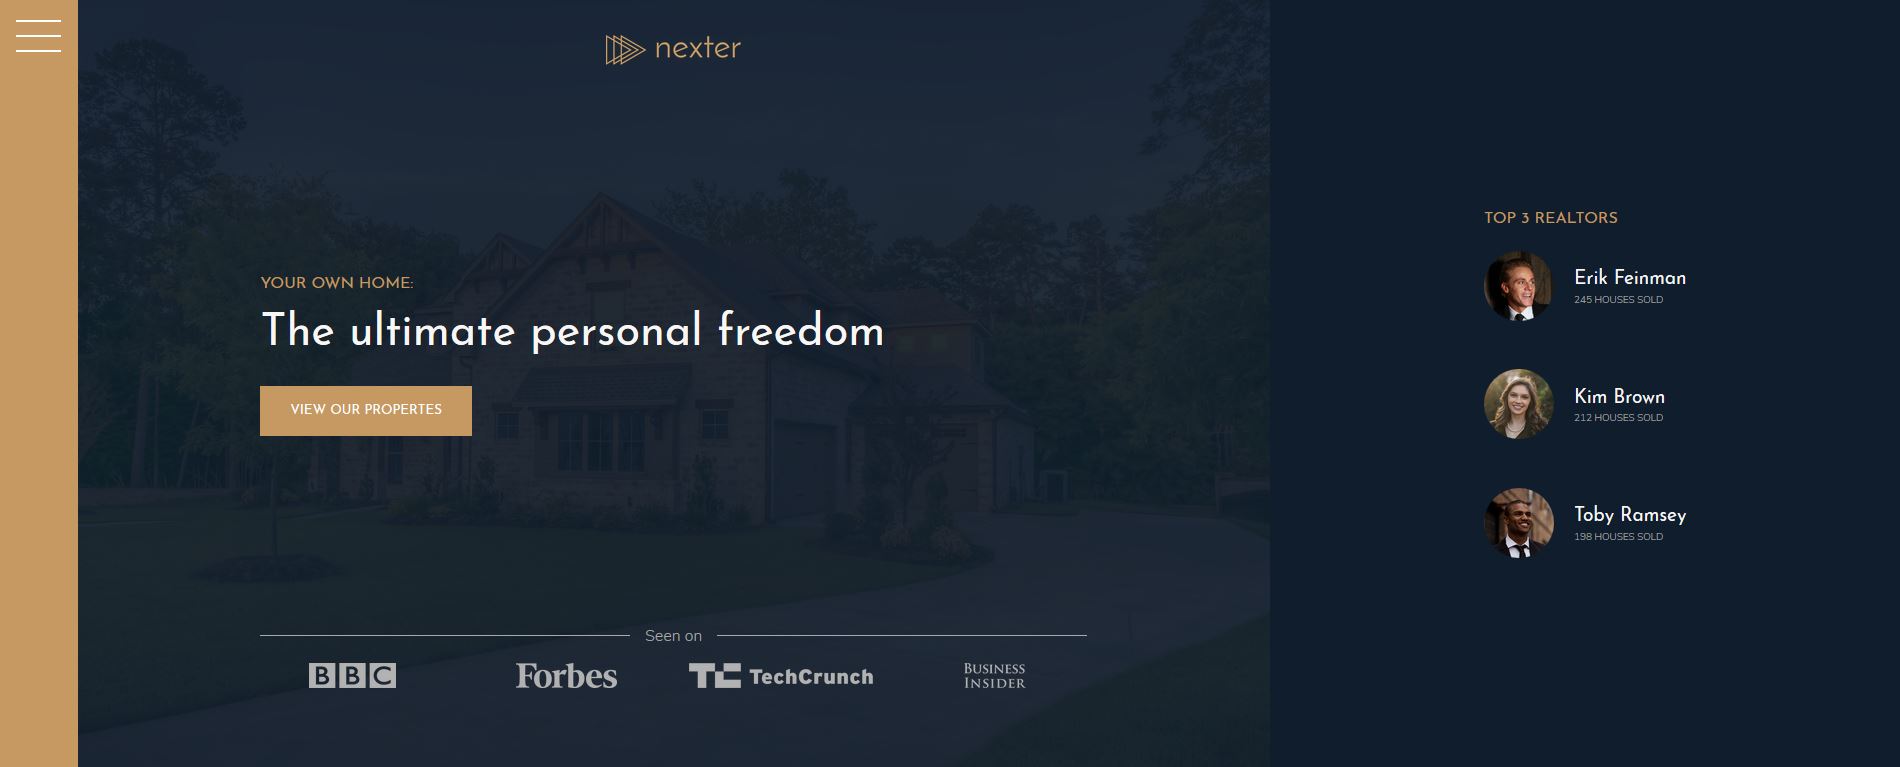 nexter
YOUR OWN HOME:
The ultimate personal freedom
VIEW OUR PROPERTES
Seen on
BBC
Forbes
TC TechCrunch
BUSINESS
INSIDER
TOP 3 REALTORS
Erik Feinman
245 HOUSES SOLD
Kim Brown
212 HOUSES SOLD
Toby Ramsey
198 HOUSES SOLD